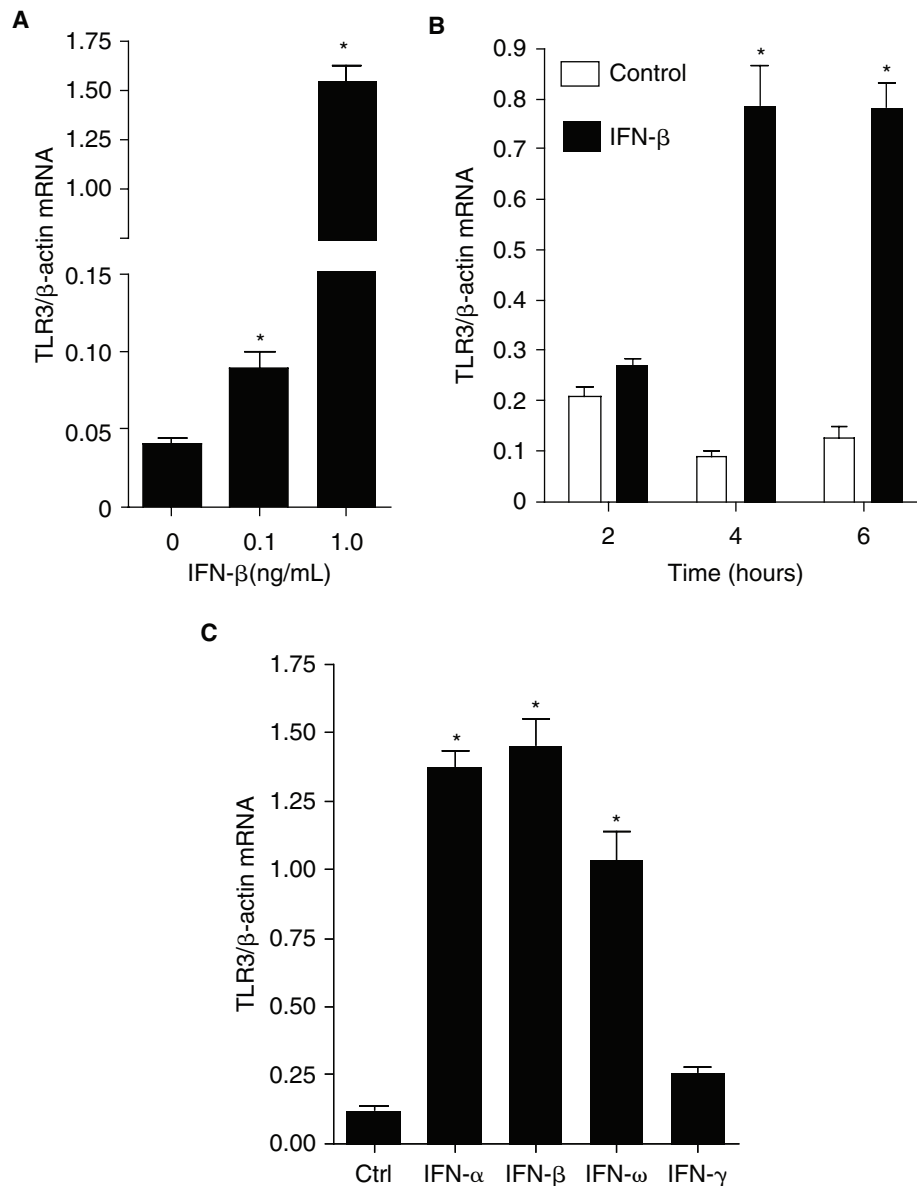 A
TLR3/β-actin mRNA
1.75
1.50
1.25
1.00
0.15
0.10
0.05
0
*
*
0
0.1
1.0
IFN-β(ng/mL)
B
TLR3/β-actin mRNA
0.9
0.8
0.7
0.6
0.5
0.4
0.3
0.2
0.1
0
Control
IFN-β
*
*
2
4
6
Time (hours)
C
TLR3/β-actin mRNA
1.75
1.50
1.25
1.00
0.75
0.50
0.25
0.00
*
*
*
Ctrl
IFN-α
IFN-β
IFN-ω
IFN-γ